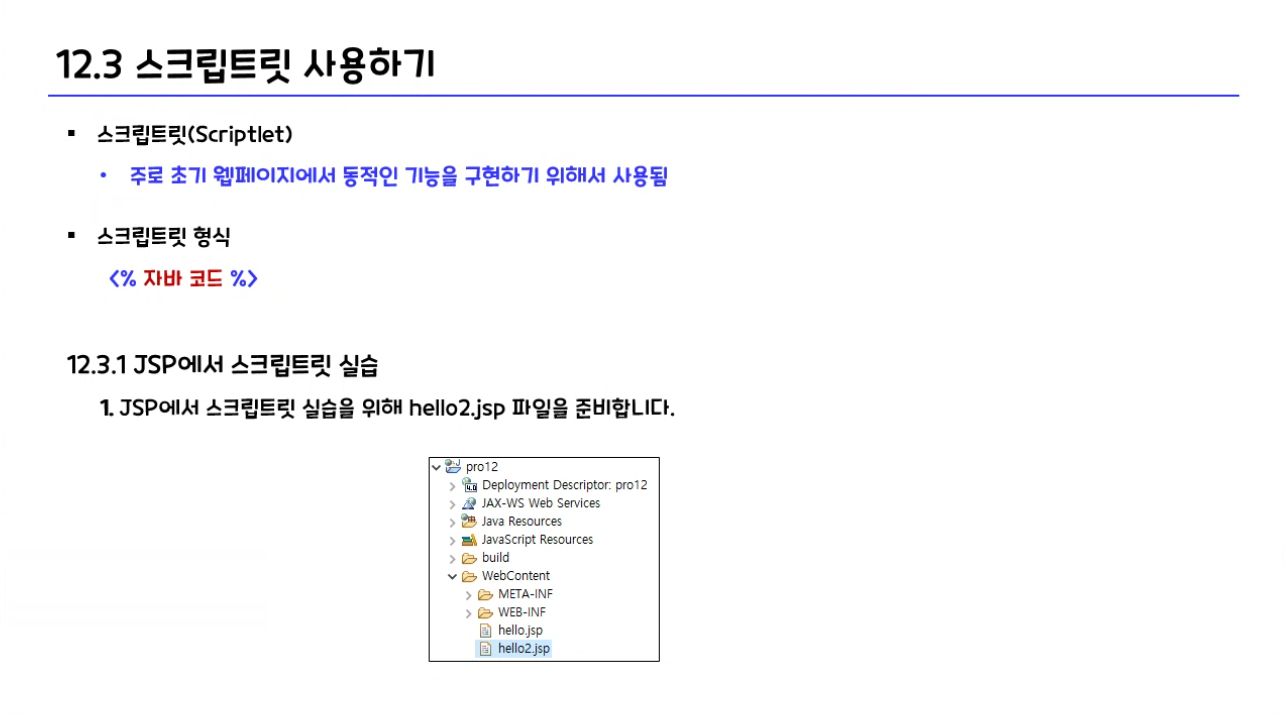 12.3 스크립트릿 사용하기
▪ 스크립트릿(Scriptlet)
• 주로 초기 웹페이지에서 동적인 기능을 구현하기 위해서 사용됨
▪ 스크립트릿 형식
<% 자바 코드 %>
12.3.1 JSP에서 스크립트릿 실습
1. JSP에서 스크립트릿 실습을 위해 hello2.jsp 파일을 준비합니다.
pro12
Deployment Descriptor: pro12
JAX-WS Web Services
Java Resources
JavaScript Resources
build
WebContent
META-INF
WEB-INF
hello.jsp
hello2.jsp